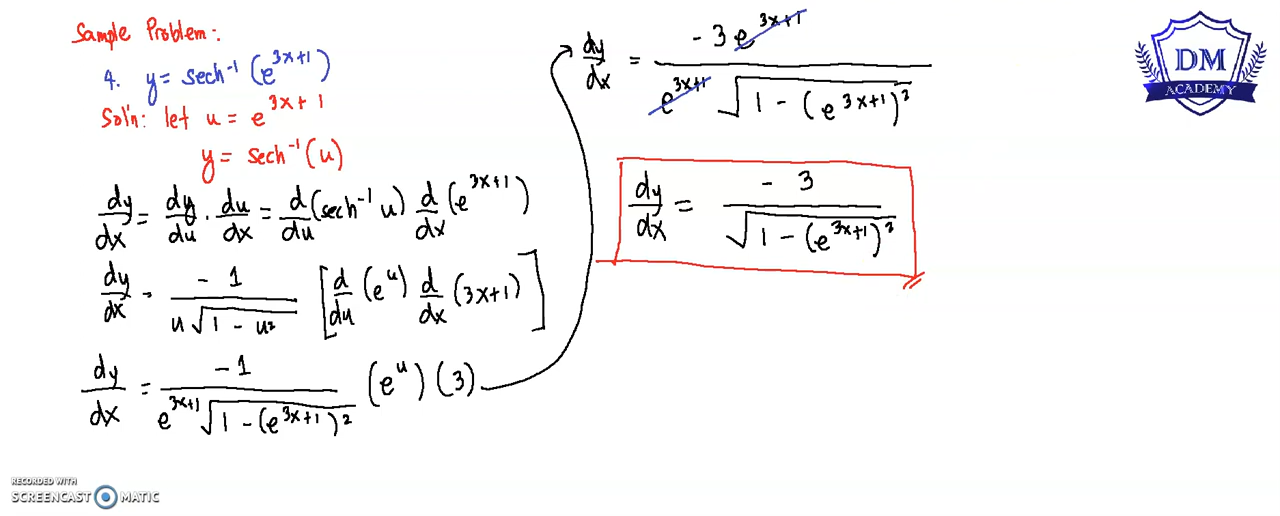 Sample Problem:
4. y = sech⁻¹ (e^(3x+1))
Sol'n: let u = e^(3x+1)
y = sech⁻¹ (u)
dy/dx = dy/du · du/dx = d/du (sech⁻¹ u) d/dx (e^(3x+1))
dy/dx = -1 / (u√(1 - u²)) [d/du (e^u) d/dx (3x+1)]
dy/dx = -1 / (e^(3x+1) √(1 - (e^(3x+1))²)) (e^u) (3)
dy/dx = -3 e^(3x+1) / (e^(3x+1) √(1 - (e^(3x+1))²))
dy/dx = -3 / √(1 - (e^(3x+1))²)
DM
ACADEMY
RECORDED WITH
SCREENCAST MATIC